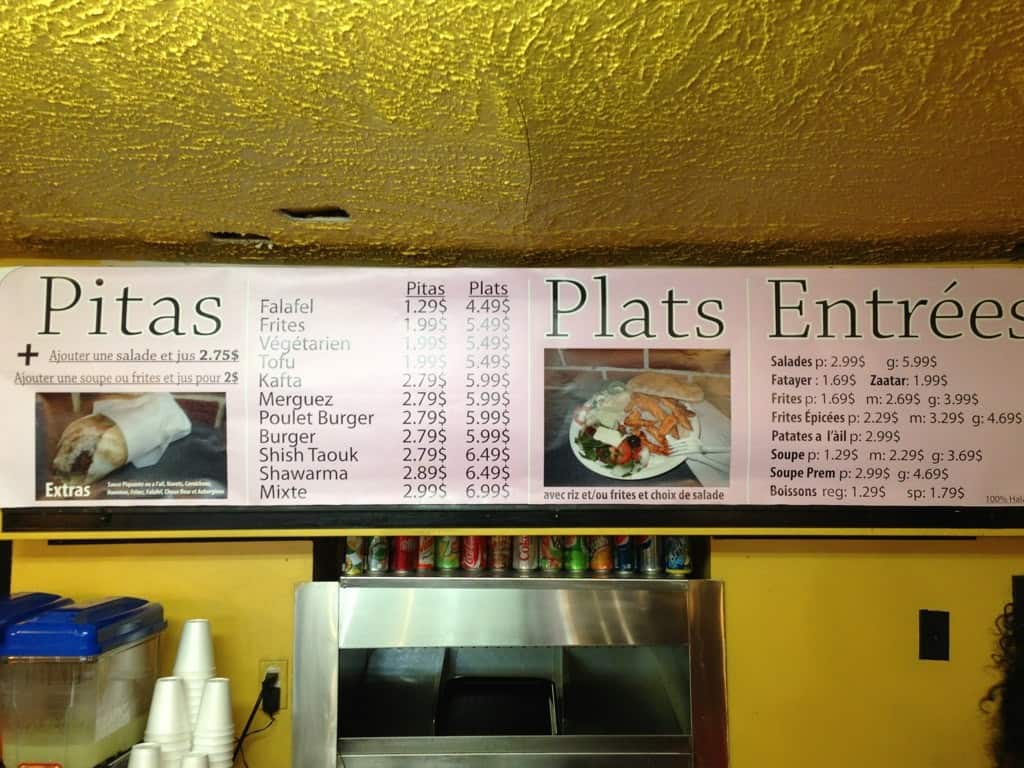 Pitas
+ Ajouter une salade et jus 2.75$
Ajouter une soupe ou frites et jus pour 2$
Extras
Pitas Plats
Falafel 1.29$ 4.49$
Frites 1.99$ 5.49$
Végétarien 1.99$ 5.49$
Tofu 1.99$ 5.49$
Kafta 2.79$ 5.99$
Merguez 2.79$ 5.99$
Poulet Burger 2.79$ 5.99$
Burger 2.79$ 5.99$
Shish Taouk 2.79$ 6.49$
Shawarma 2.89$ 6.49$
Mixte 2.99$ 6.99$
Plats
avec riz et/ou frites et choix de salade
Entrées
Salades p: 2.99$ g: 5.99$
Fatayer : 1.69$ Zaatar: 1.99$
Frites p: 1.69$ m: 2.69$ g: 3.99$
Frites Épicées p: 2.29$ m: 3.29$ g: 4.69$
Patates a l'àil p: 2.99$
Soupe p: 1.29$ m: 2.29$ g: 3.69$
Soupe Prem p: 2.99$ g: 4.69$
Boissons reg: 1.29$ sp: 1.79$
100% Hal